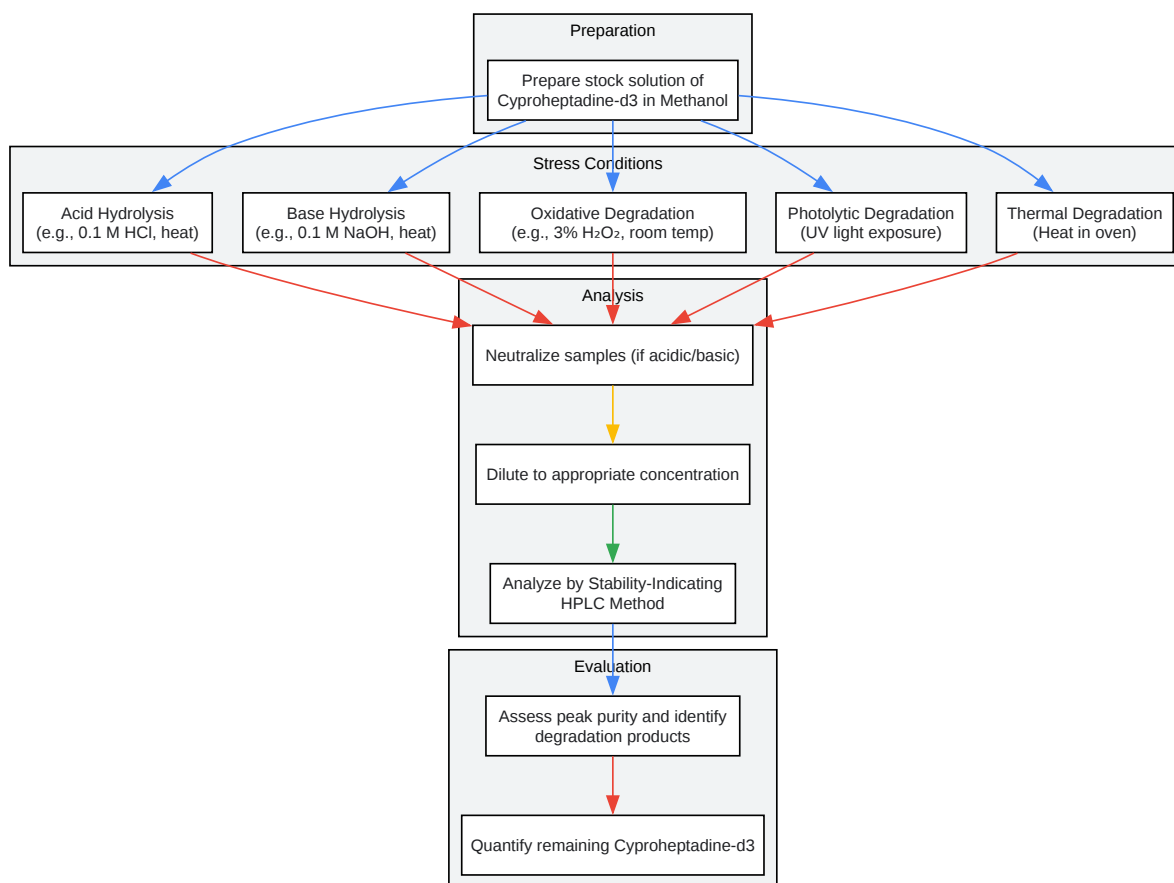 Preparation
Prepare stock solution of
Cyproheptadine-d3 in Methanol
Stress Conditions
Acid Hydrolysis
(e.g., 0.1 M HCl, heat)
Base Hydrolysis
(e.g., 0.1 M NaOH, heat)
Oxidative Degradation
(e.g., 3% H₂O₂, room temp)
Photolytic Degradation
(UV light exposure)
Thermal Degradation
(Heat in oven)
Analysis
Neutralize samples (if acidic/basic)
Dilute to appropriate concentration
Analyze by Stability-Indicating
HPLC Method
Evaluation
Assess peak purity and identify
degradation products
Quantify remaining Cyproheptadine-d3